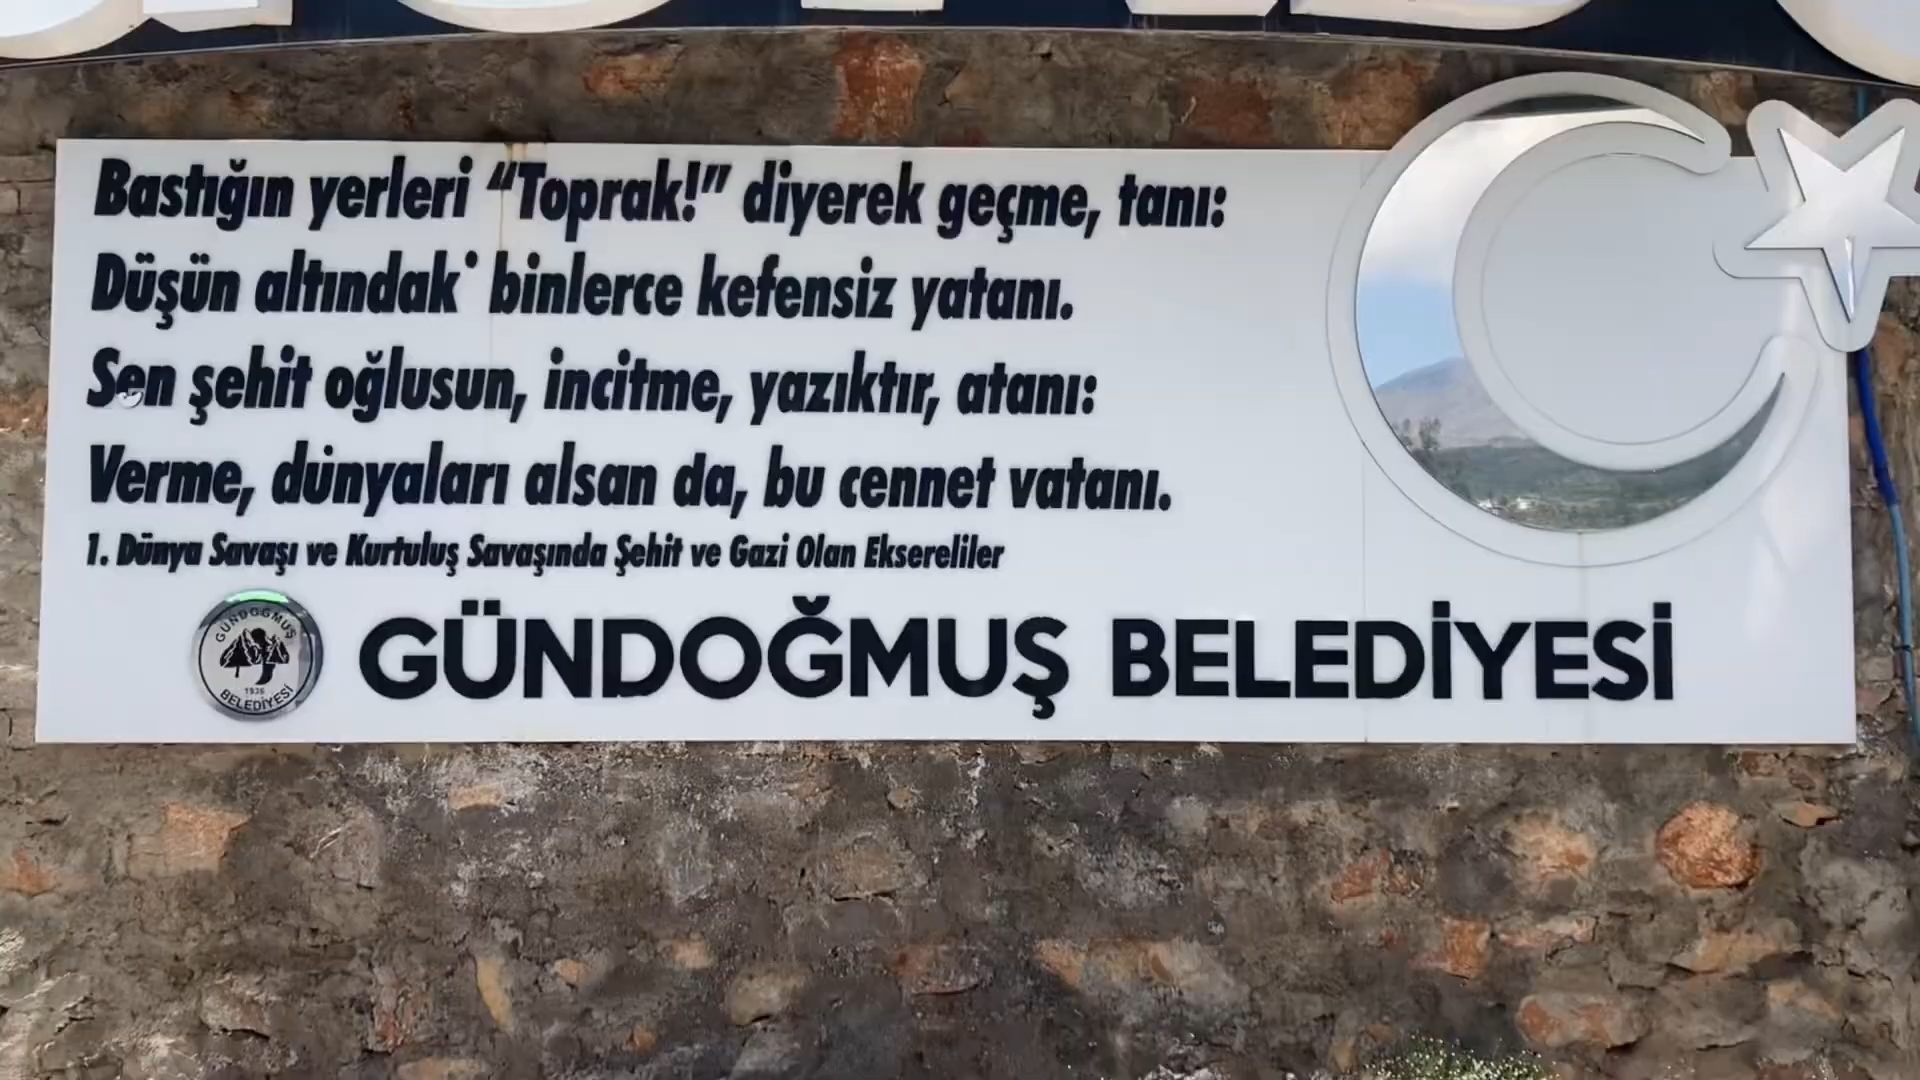 Bastığın yerleri “Toprak!” diyerek geçme, tanı:
Düşün altındak˙ binlerce kefensiz yatanı.
Sen şehit oğlusun, incitme, yazıktır, atanı:
Verme, dünyaları alsan da, bu cennet vatanı.
1. Dünya Savaşı ve Kurtuluş Savaşında Şehit ve Gazi Olan Eksereliler
GÜNDOĞMUŞ
1936
BELEDİYESİ
GÜNDOĞMUŞ BELEDİYESİ